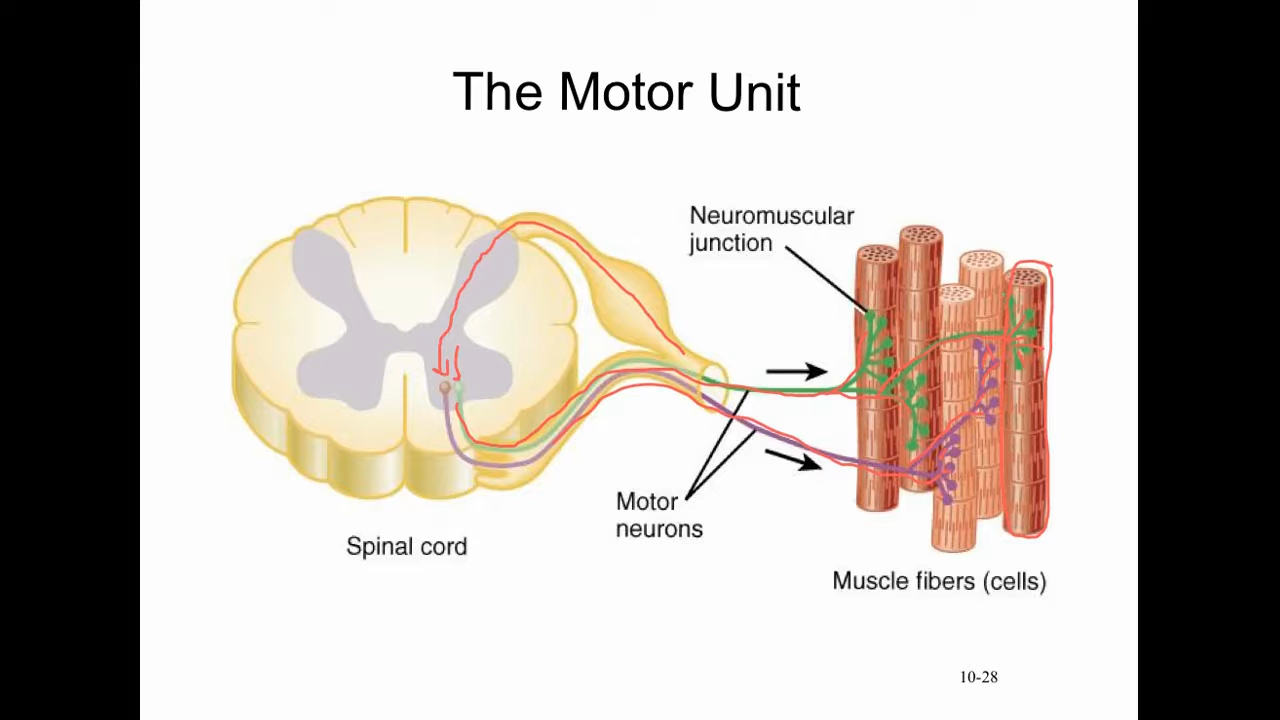 The Motor Unit
Neuromuscular
junction
Motor
neurons
Spinal cord
Muscle fibers (cells)
10-28